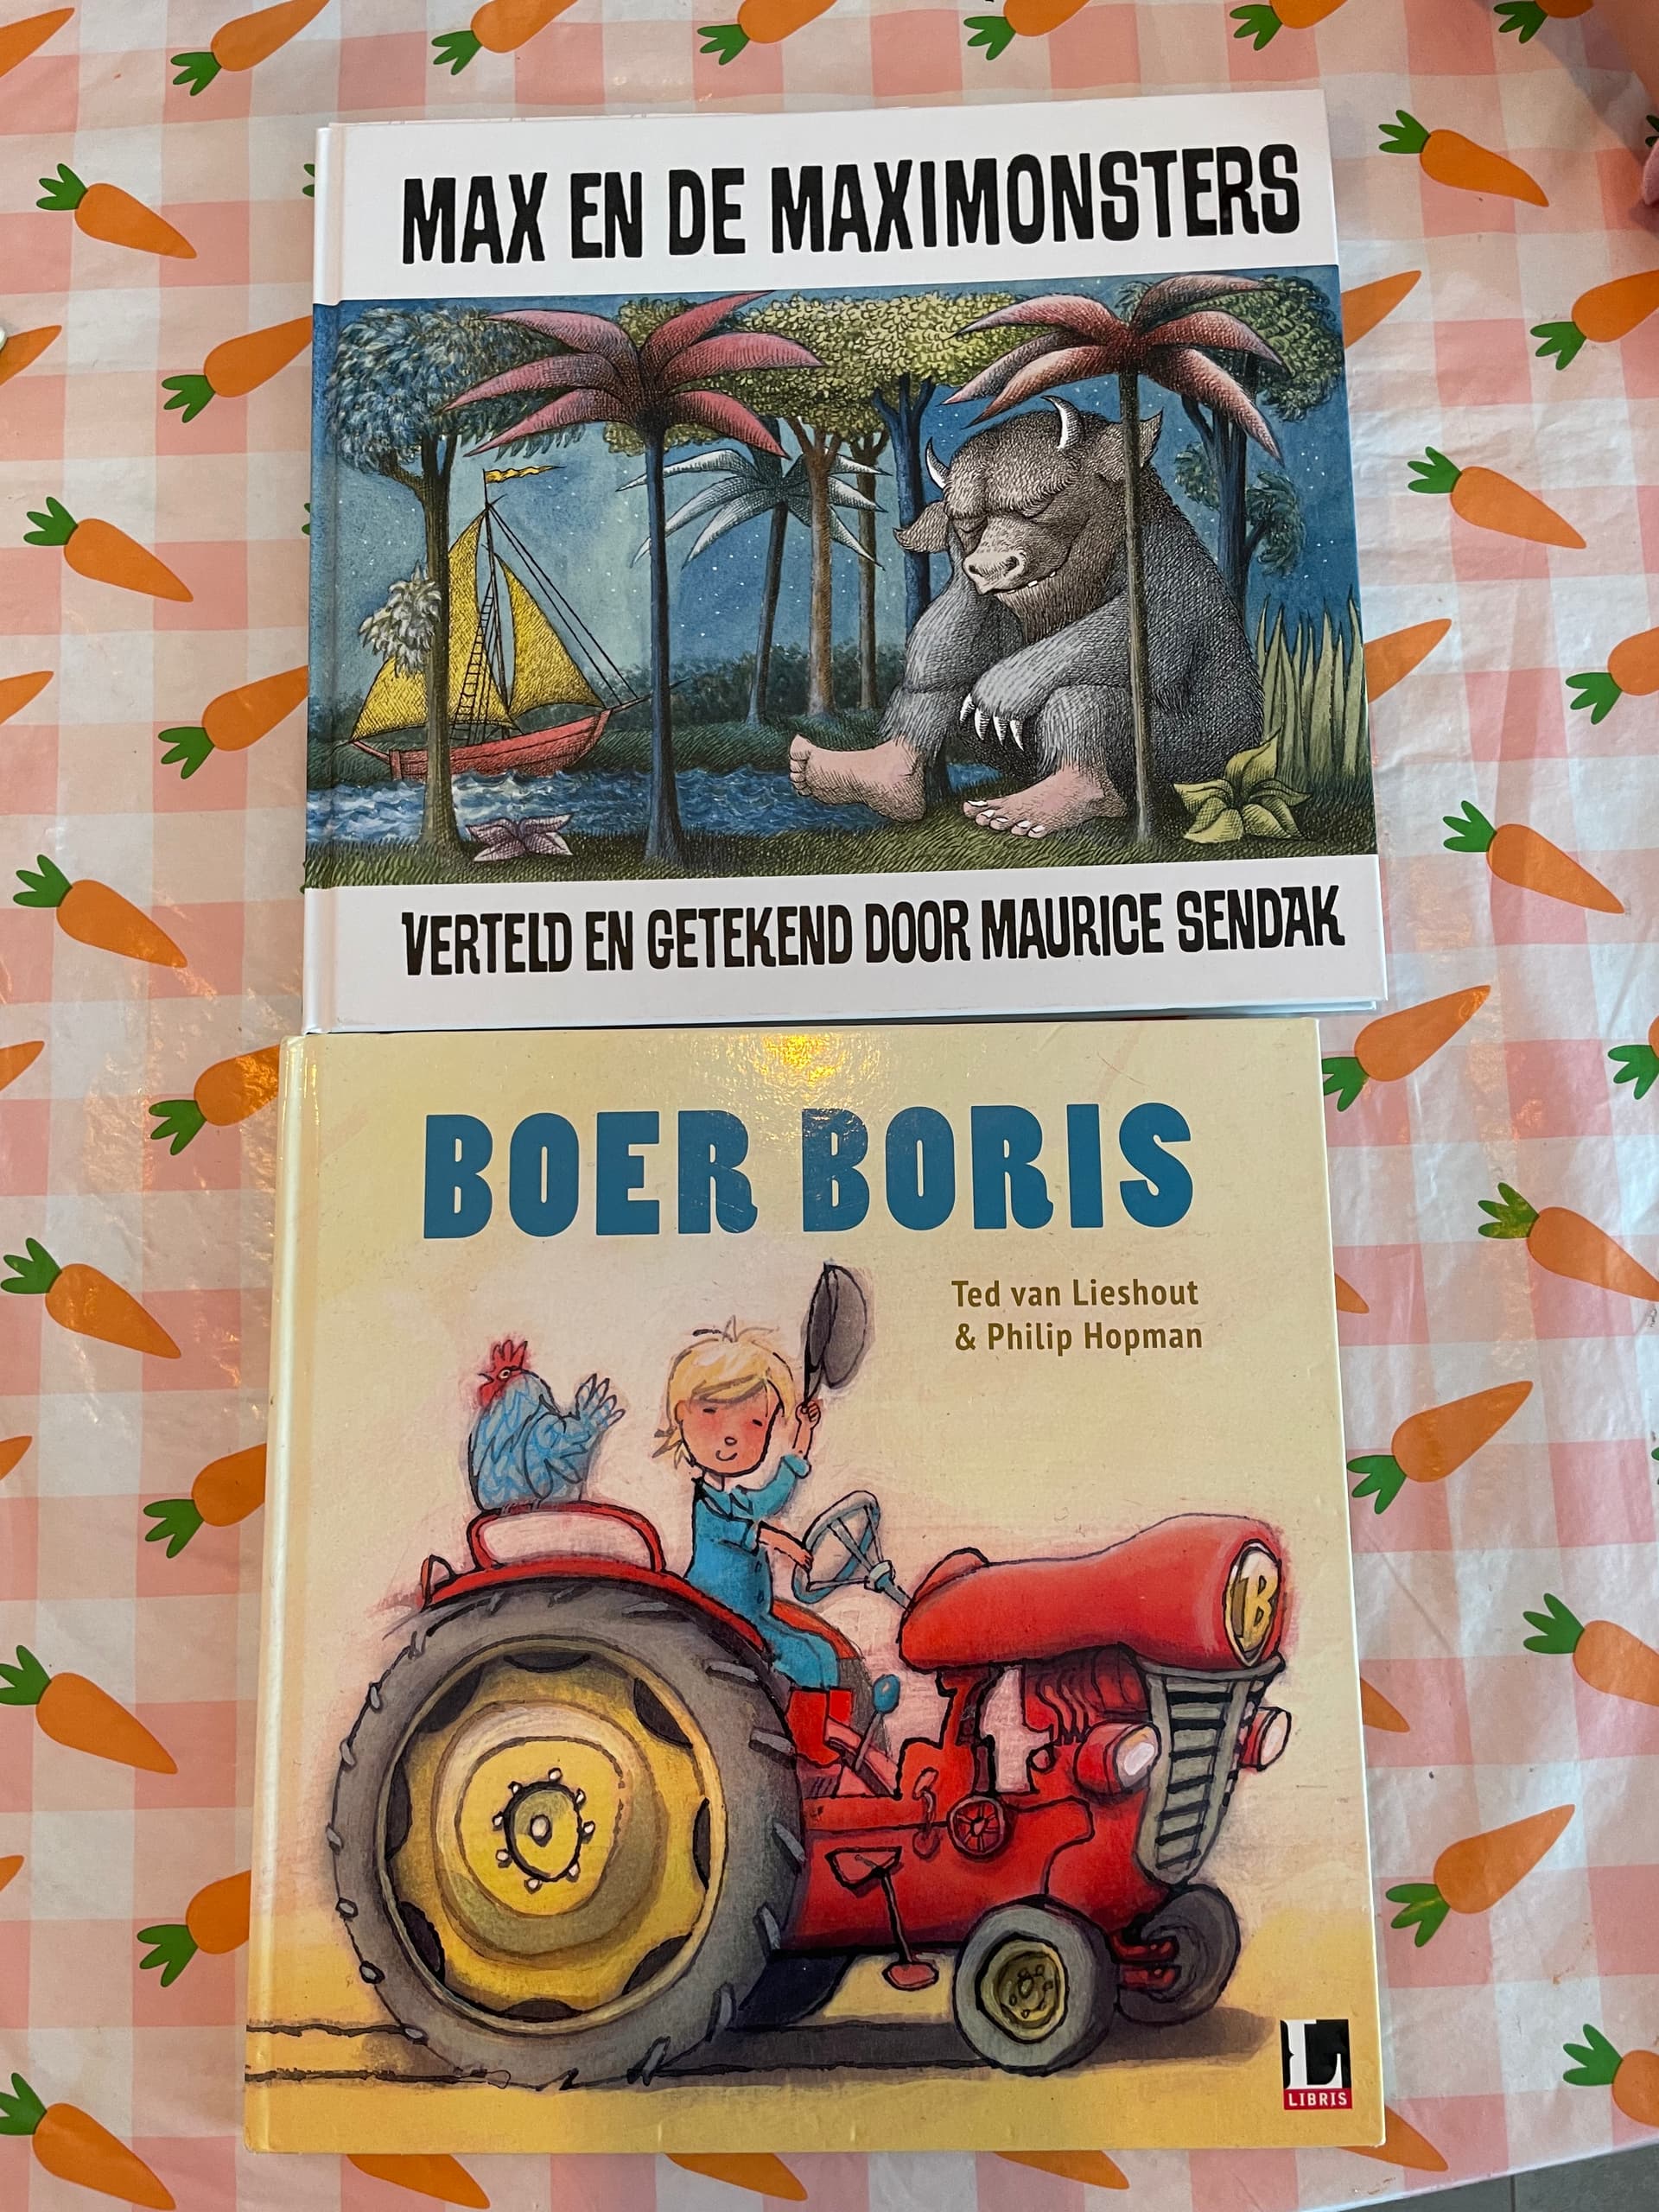 MAX EN DE MAXIMONSTERS
VERTELD EN GETEKEND DOOR MAURICE SENDAK
BOER BORIS
Ted van Lieshout
& Philip Hopman
B
L
LIBRIS